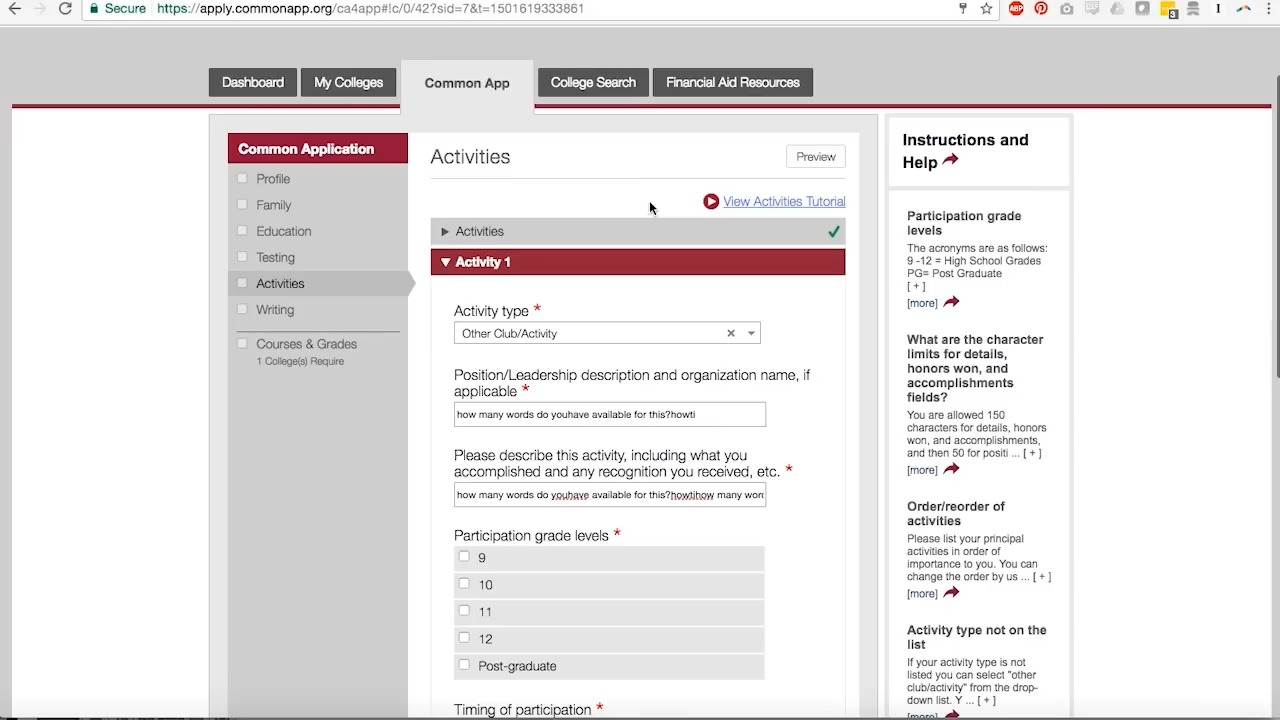 Secure https://apply.commonapp.org/ca4app#!c/0/42?sid=7&t=1501619333861
ABP
3
Dashboard
My Colleges
Common App
College Search
Financial Aid Resources
Common Application
Profile
Family
Education
Testing
Activities
Writing
Courses & Grades
1 College(s) Require
Activities
Preview
View Activities Tutorial
Activities
Activity 1
Activity type *
Other Club/Activity
Position/Leadership description and organization name, if
applicable *
how many words do youhave available for this?howti
Please describe this activity, including what you
accomplished and any recognition you received, etc. *
how many words do youhave available for this?howtihow many word
Participation grade levels *
9
10
11
12
Post-graduate
Timing of participation *
Instructions and
Help
Participation grade
levels
The acronyms are as follows:
9 -12 = High School Grades
PG= Post Graduate
[ + ]
[more]
What are the character
limits for details,
honors won, and
accomplishments
fields?
You are allowed 150
characters for details, honors
won, and accomplishments,
and then 50 for positi ... [ + ]
[more]
Order/reorder of
activities
Please list your principal
activities in order of
importance to you. You can
change the order by us ... [ + ]
[more]
Activity type not on the
list
If your activity type is not
listed you can select "other
club/activity" from the drop-
down list. Y ... [ + ]
[more]